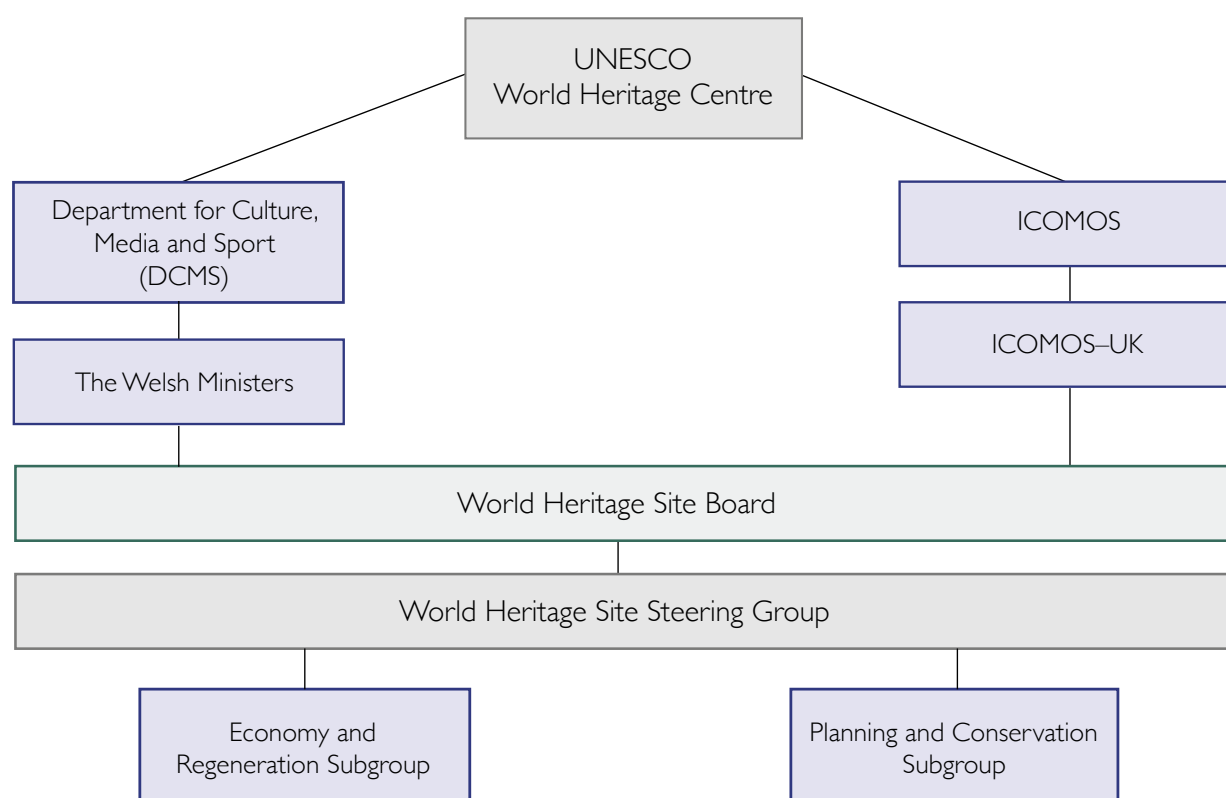 UNESCO
World Heritage Centre
Department for Culture,
Media and Sport
(DCMS)
ICOMOS
The Welsh Ministers
ICOMOS–UK
World Heritage Site Board
World Heritage Site Steering Group
Economy and
Regeneration Subgroup
Planning and Conservation
Subgroup